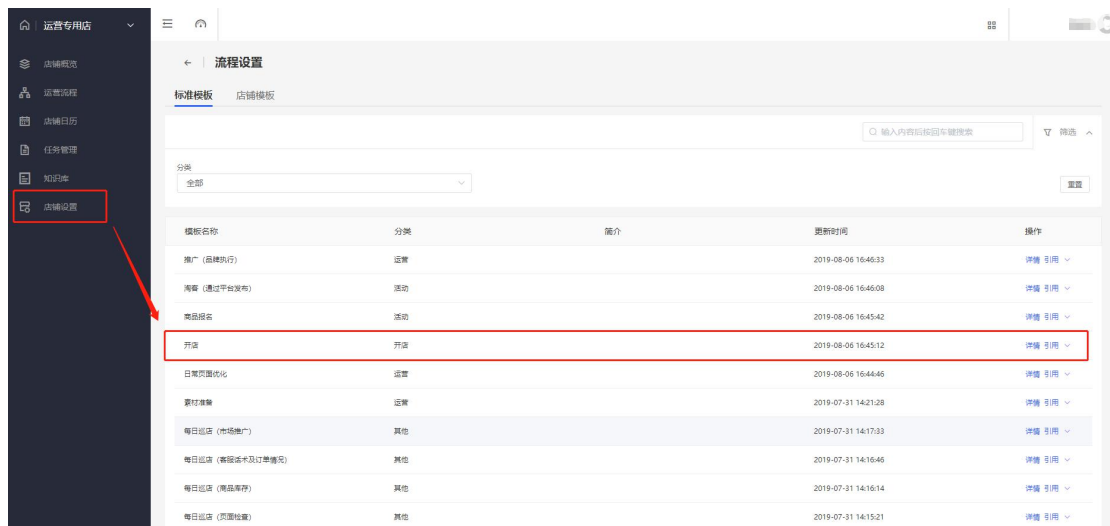 运营专用店
店铺概览
运营流程
店铺日历
任务管理
知识库
店铺设置
流程设置
标准模板 店铺模板
输入内容后按回车键搜索 筛选
分类
全部 重置
模板名称 分类 简介 更新时间 操作
推广（品牌执行） 运营 2019-08-06 16:46:33 详情 引用
淘客（通过平台发布） 活动 2019-08-06 16:46:08 详情 引用
商品报名 活动 2019-08-06 16:45:42 详情 引用
开店 开店 2019-08-06 16:45:12 详情 引用
日常页面优化 运营 2019-08-06 16:44:46 详情 引用
素材准备 运营 2019-07-31 14:21:28 详情 引用
每日巡店（市场推广） 其他 2019-07-31 14:17:33 详情 引用
每日巡店（客服话术及订单情况） 其他 2019-07-31 14:16:46 详情 引用
每日巡店（商品库存） 其他 2019-07-31 14:16:14 详情 引用
每日巡店（页面检查） 其他 2019-07-31 14:15:21 详情 引用